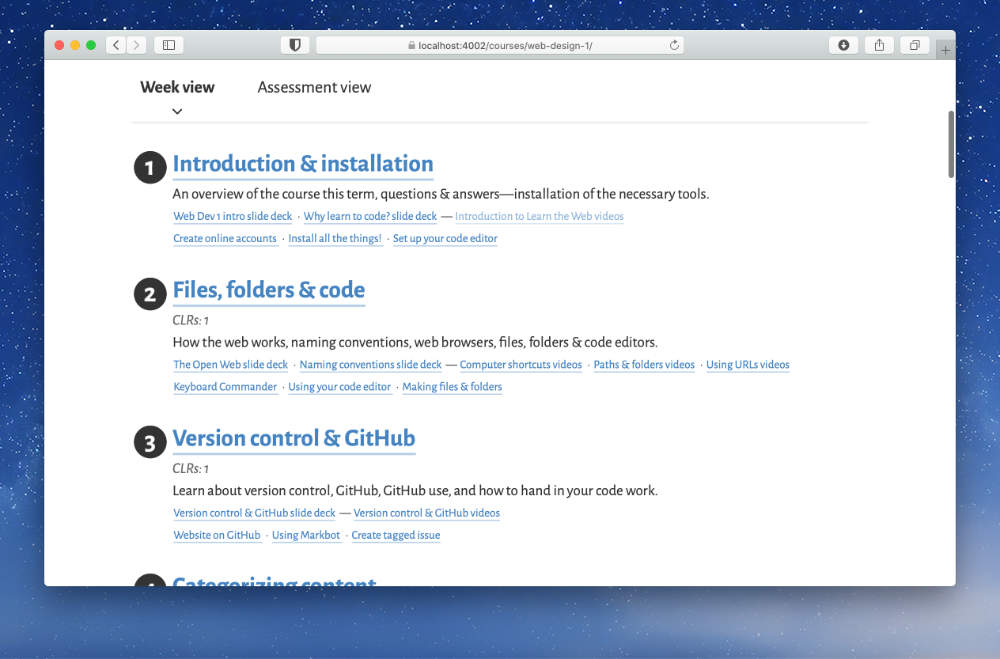 localhost:4002/courses/web-design-1/
Week view
Assessment view
1 Introduction & installation
An overview of the course this term, questions & answers—installation of the necessary tools.
Web Dev 1 intro slide deck · Why learn to code? slide deck — Introduction to Learn the Web videos
Create online accounts · Install all the things! · Set up your code editor
2 Files, folders & code
CLRs: 1
How the web works, naming conventions, web browsers, files, folders & code editors.
The Open Web slide deck · Naming conventions slide deck — Computer shortcuts videos · Paths & folders videos · Using URLs videos
Keyboard Commander · Using your code editor · Making files & folders
3 Version control & GitHub
CLRs: 1
Learn about version control, GitHub, GitHub use, and how to hand in your code work.
Version control & GitHub slide deck — Version control & GitHub videos
Website on GitHub · Using Markbot · Create tagged issue
4 Categorizing content